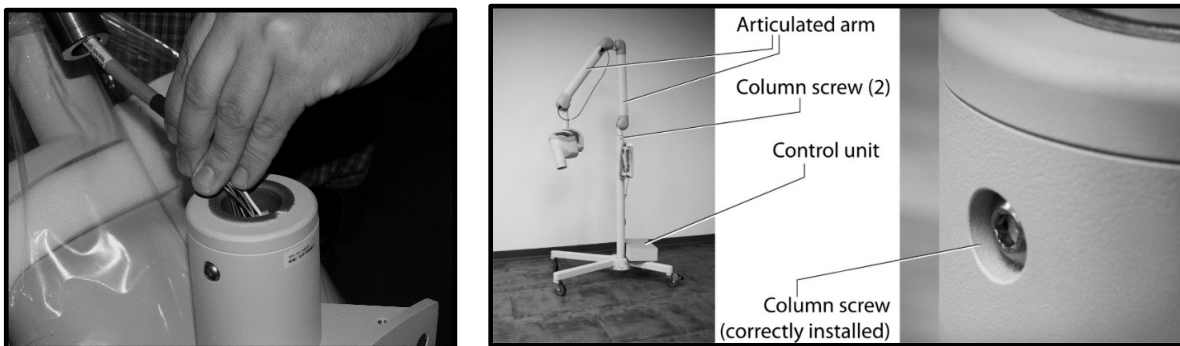 Articulated arm
Column screw (2)
Control unit
Column screw
(correctly installed)